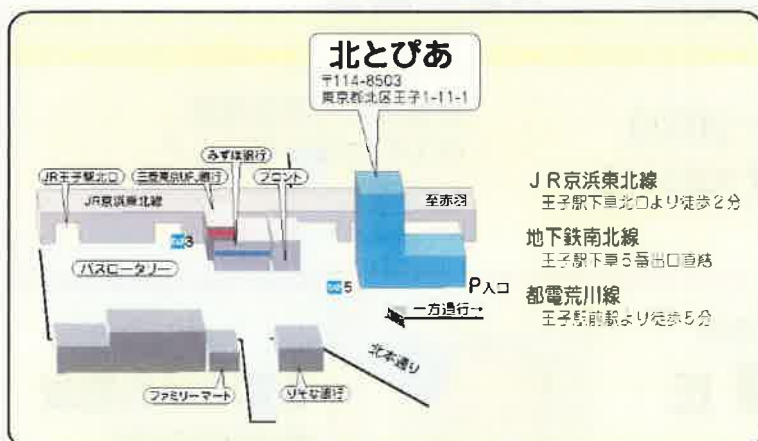 北とぴあ
〒114-8503
東京都北区王子1-11-1
みずほ銀行
JR王子駅北口
三菱東京UFJ銀行
フロント
JR京浜東北線
至赤羽
3
バスロータリー
5
P入口
一方通行→
北本通り
ファミリーマート
りそな銀行
JR京浜東北線
王子駅下車北口より徒歩2分
地下鉄南北線
王子駅下車5番出口直結
都電荒川線
王子駅前駅より徒歩5分